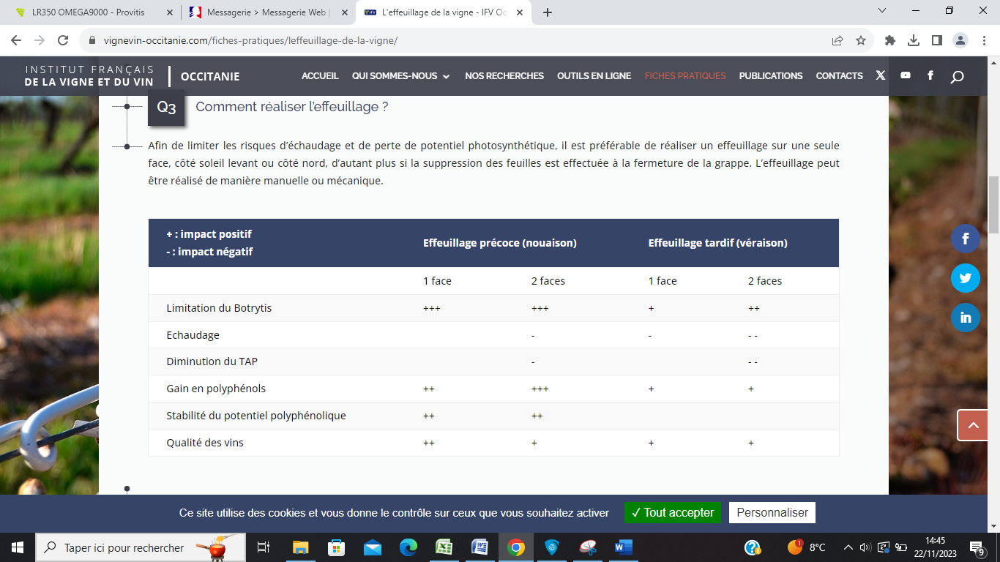 LR350 OMEGA9000 - Provitis
Messagerie > Messagerie Web |
L'effeuillage de la vigne - IFV Oc
vignevin-occitanie.com/fiches-pratiques/leffeuillage-de-la-vigne/
INSTITUT FRANÇAIS
DE LA VIGNE ET DU VIN
OCCITANIE
ACCUEIL QUI SOMMES-NOUS NOS RECHERCHES OUTILS EN LIGNE FICHES PRATIQUES PUBLICATIONS CONTACTS
Q3 Comment réaliser l'effeuillage ?
Afin de limiter les risques d'échaudage et de perte de potentiel photosynthétique, il est préférable de réaliser un effeuillage sur une seule
face, côté soleil levant ou côté nord, d'autant plus si la suppression des feuilles est effectuée à la fermeture de la grappe. L'effeuillage peut
être réalisé de manière manuelle ou mécanique.
+ : impact positif
- : impact négatif
Effeuillage précoce (nouaison) Effeuillage tardif (véraison)
1 face 2 faces 1 face 2 faces
Limitation du Botrytis +++ +++ + ++
Echaudage - - - -
Diminution du TAP - - -
Gain en polyphénols ++ +++ + +
Stabilité du potentiel polyphénolique ++ ++
Qualité des vins ++ + + +
Ce site utilise des cookies et vous donne le contrôle sur ceux que vous souhaitez activer
✓ Tout accepter
Personnaliser
Taper ici pour rechercher
1
8°C
14:45
22/11/2023
9